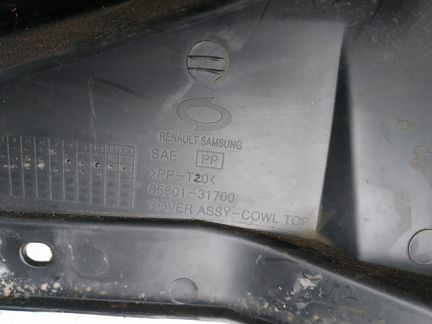 RENAULT SAMSUNG
SAE PP
>PP-T20<
85801-31700
COVER ASSY-COWL TOP